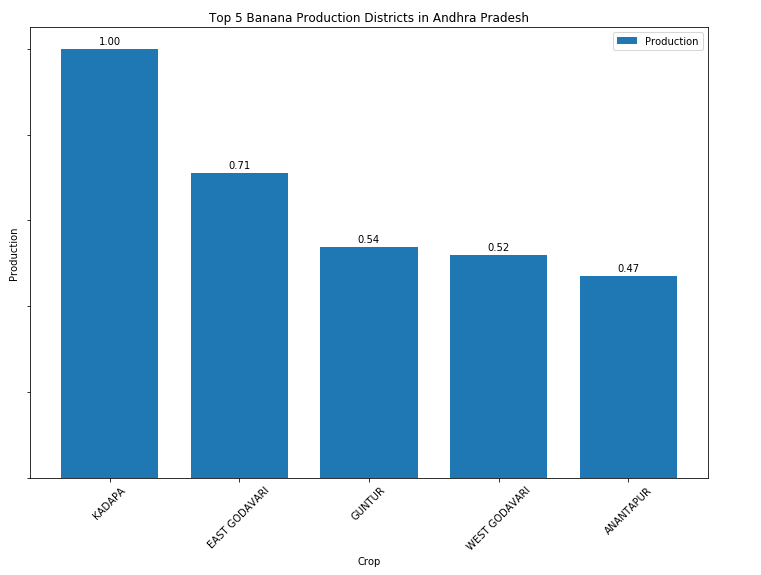 Top 5 Banana Production Districts in Andhra Pradesh
Production
1.00
0.71
0.54
0.52
0.47
Production
KADAPA
EAST GODAVARI
GUNTUR
WEST GODAVARI
ANANTAPUR
Crop